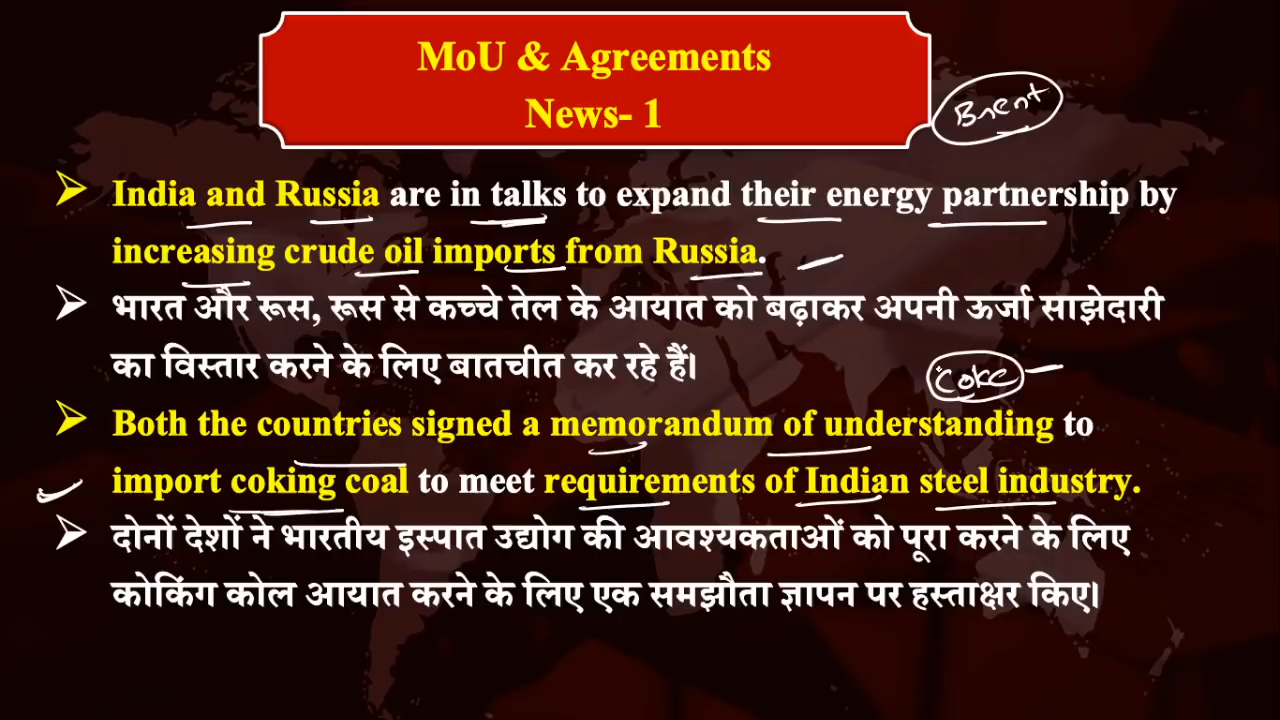 MoU & Agreements
News- 1
Brent
India and Russia are in talks to expand their energy partnership by
increasing crude oil imports from Russia.
भारत और रूस, रूस से कच्चे तेल के आयात को बढ़ाकर अपनी ऊर्जा साझेदारी
का विस्तार करने के लिए बातचीत कर रहे हैं।
Coke
Both the countries signed a memorandum of understanding to
import coking coal to meet requirements of Indian steel industry.
दोनों देशों ने भारतीय इस्पात उद्योग की आवश्यकताओं को पूरा करने के लिए
कोकिंग कोल आयात करने के लिए एक समझौता ज्ञापन पर हस्ताक्षर किए।